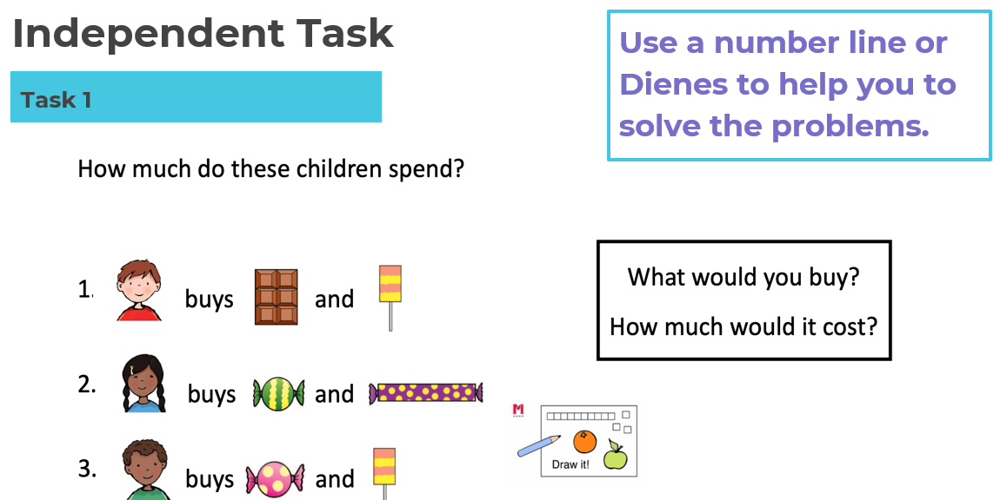 Independent Task
Use a number line or
Dienes to help you to
solve the problems.
Task 1
How much do these children spend?
1. buys and
What would you buy?
How much would it cost?
2. buys and
M
Draw it!
3. buys and